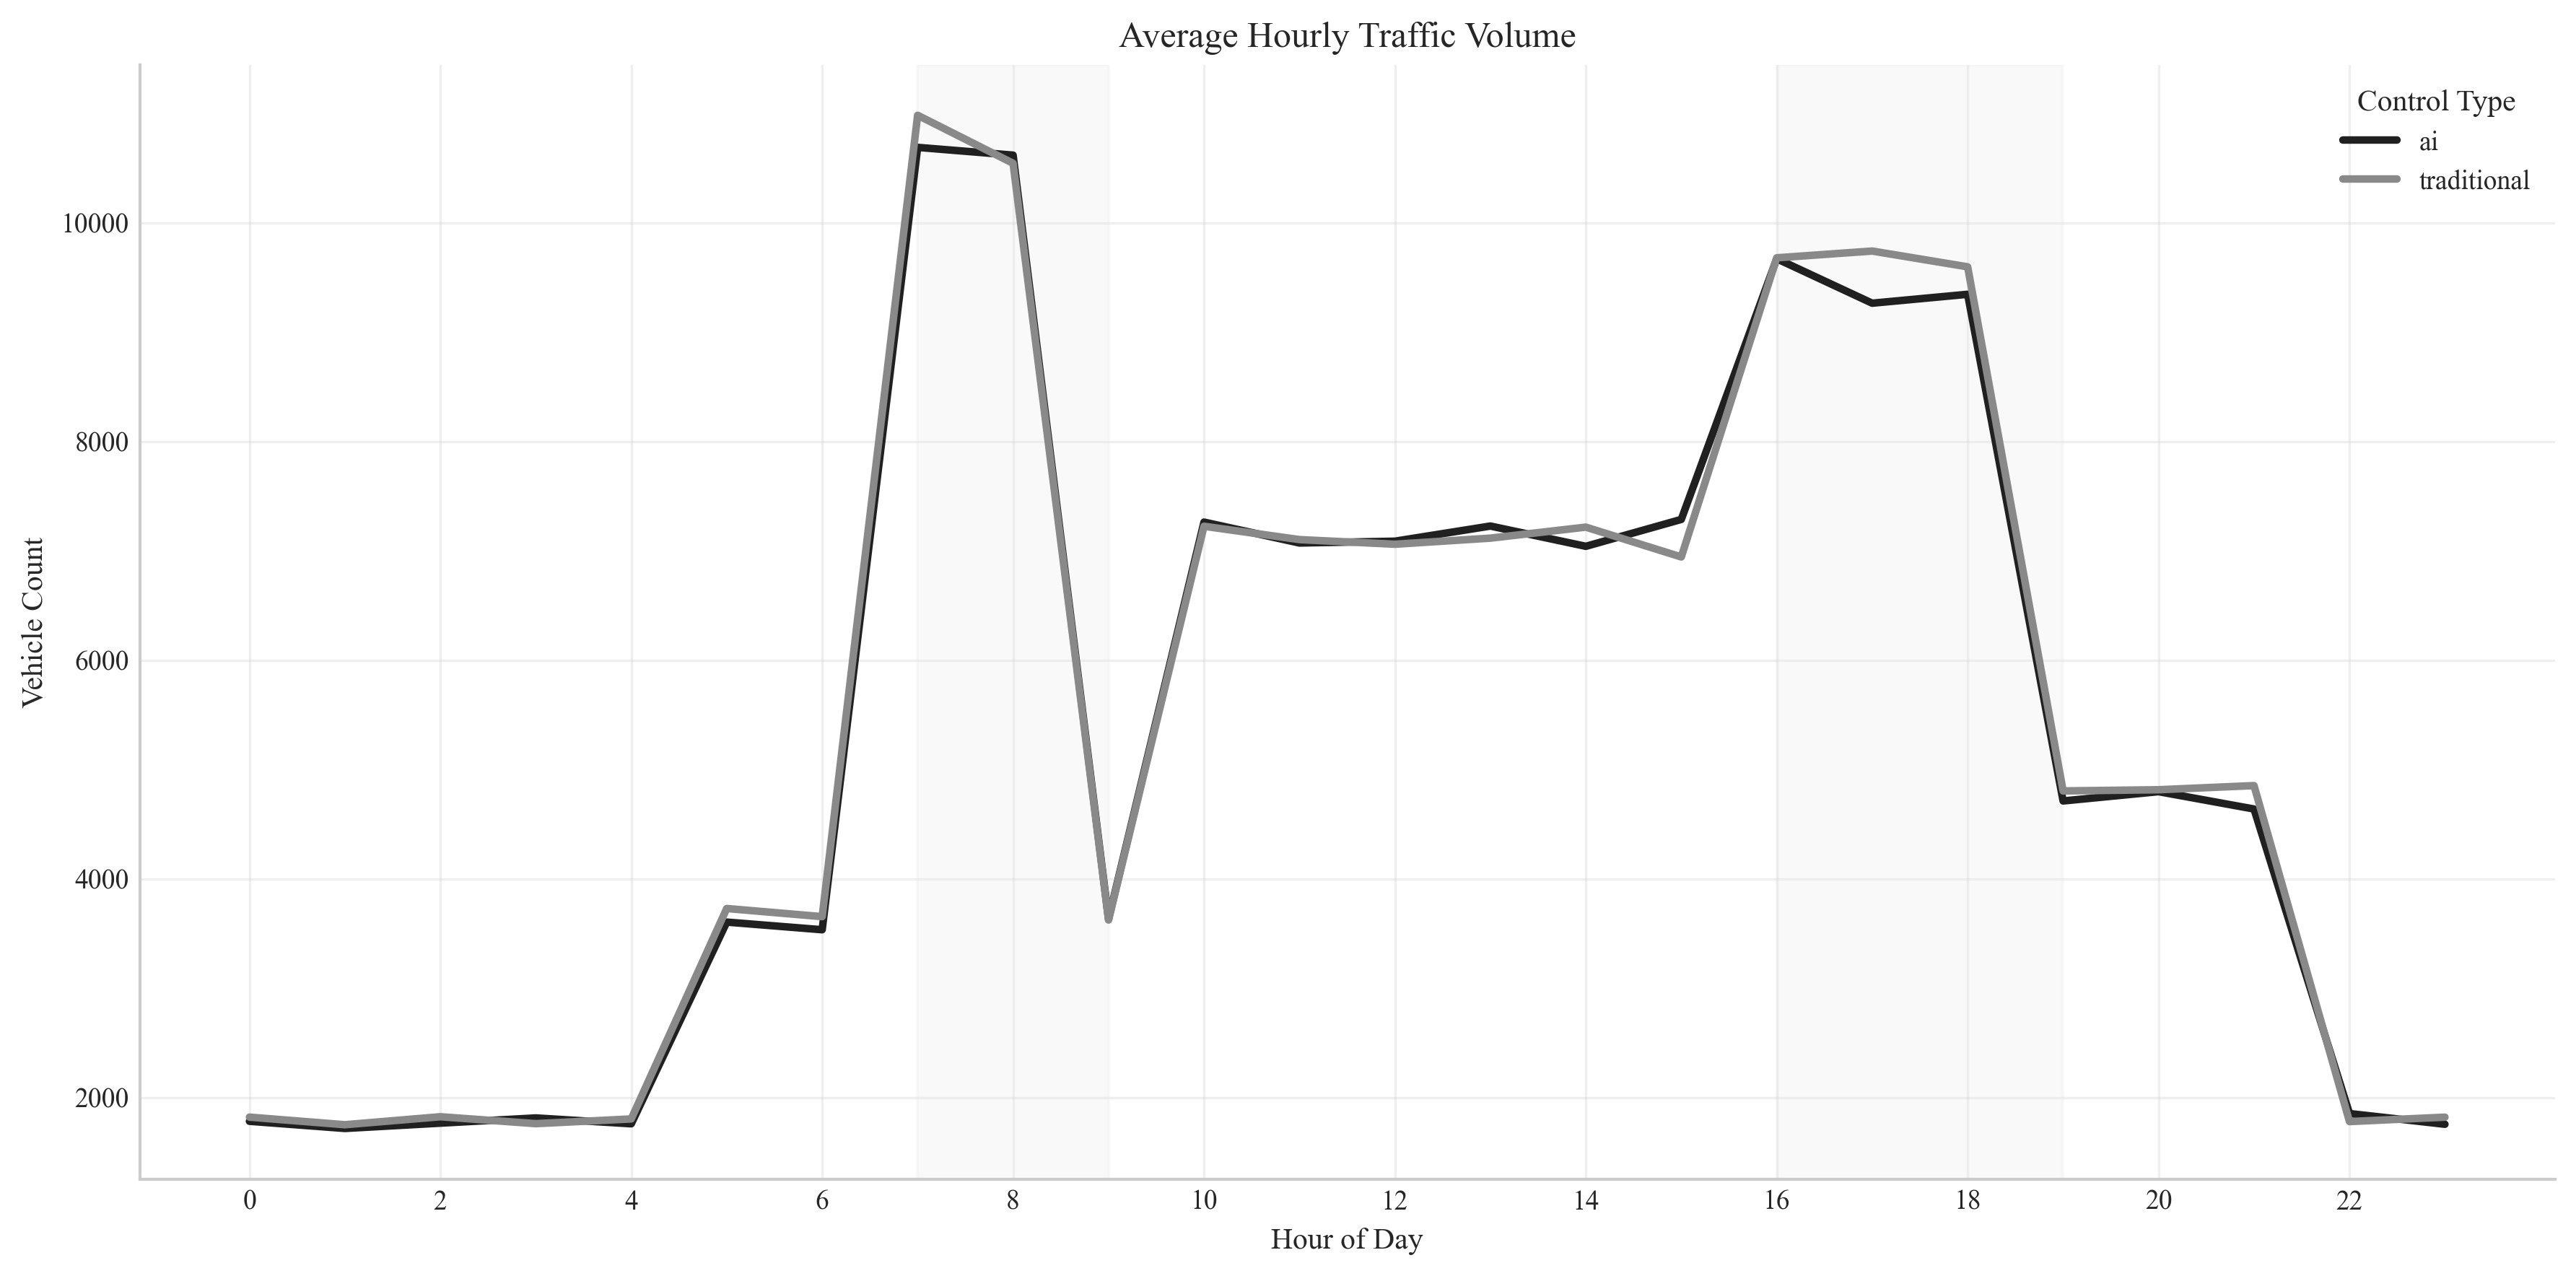 Average Hourly Traffic Volume
Control Type
ai
traditional
10000
8000
6000
4000
2000
Vehicle Count
0 2 4 6 8 10 12 14 16 18 20 22
Hour of Day